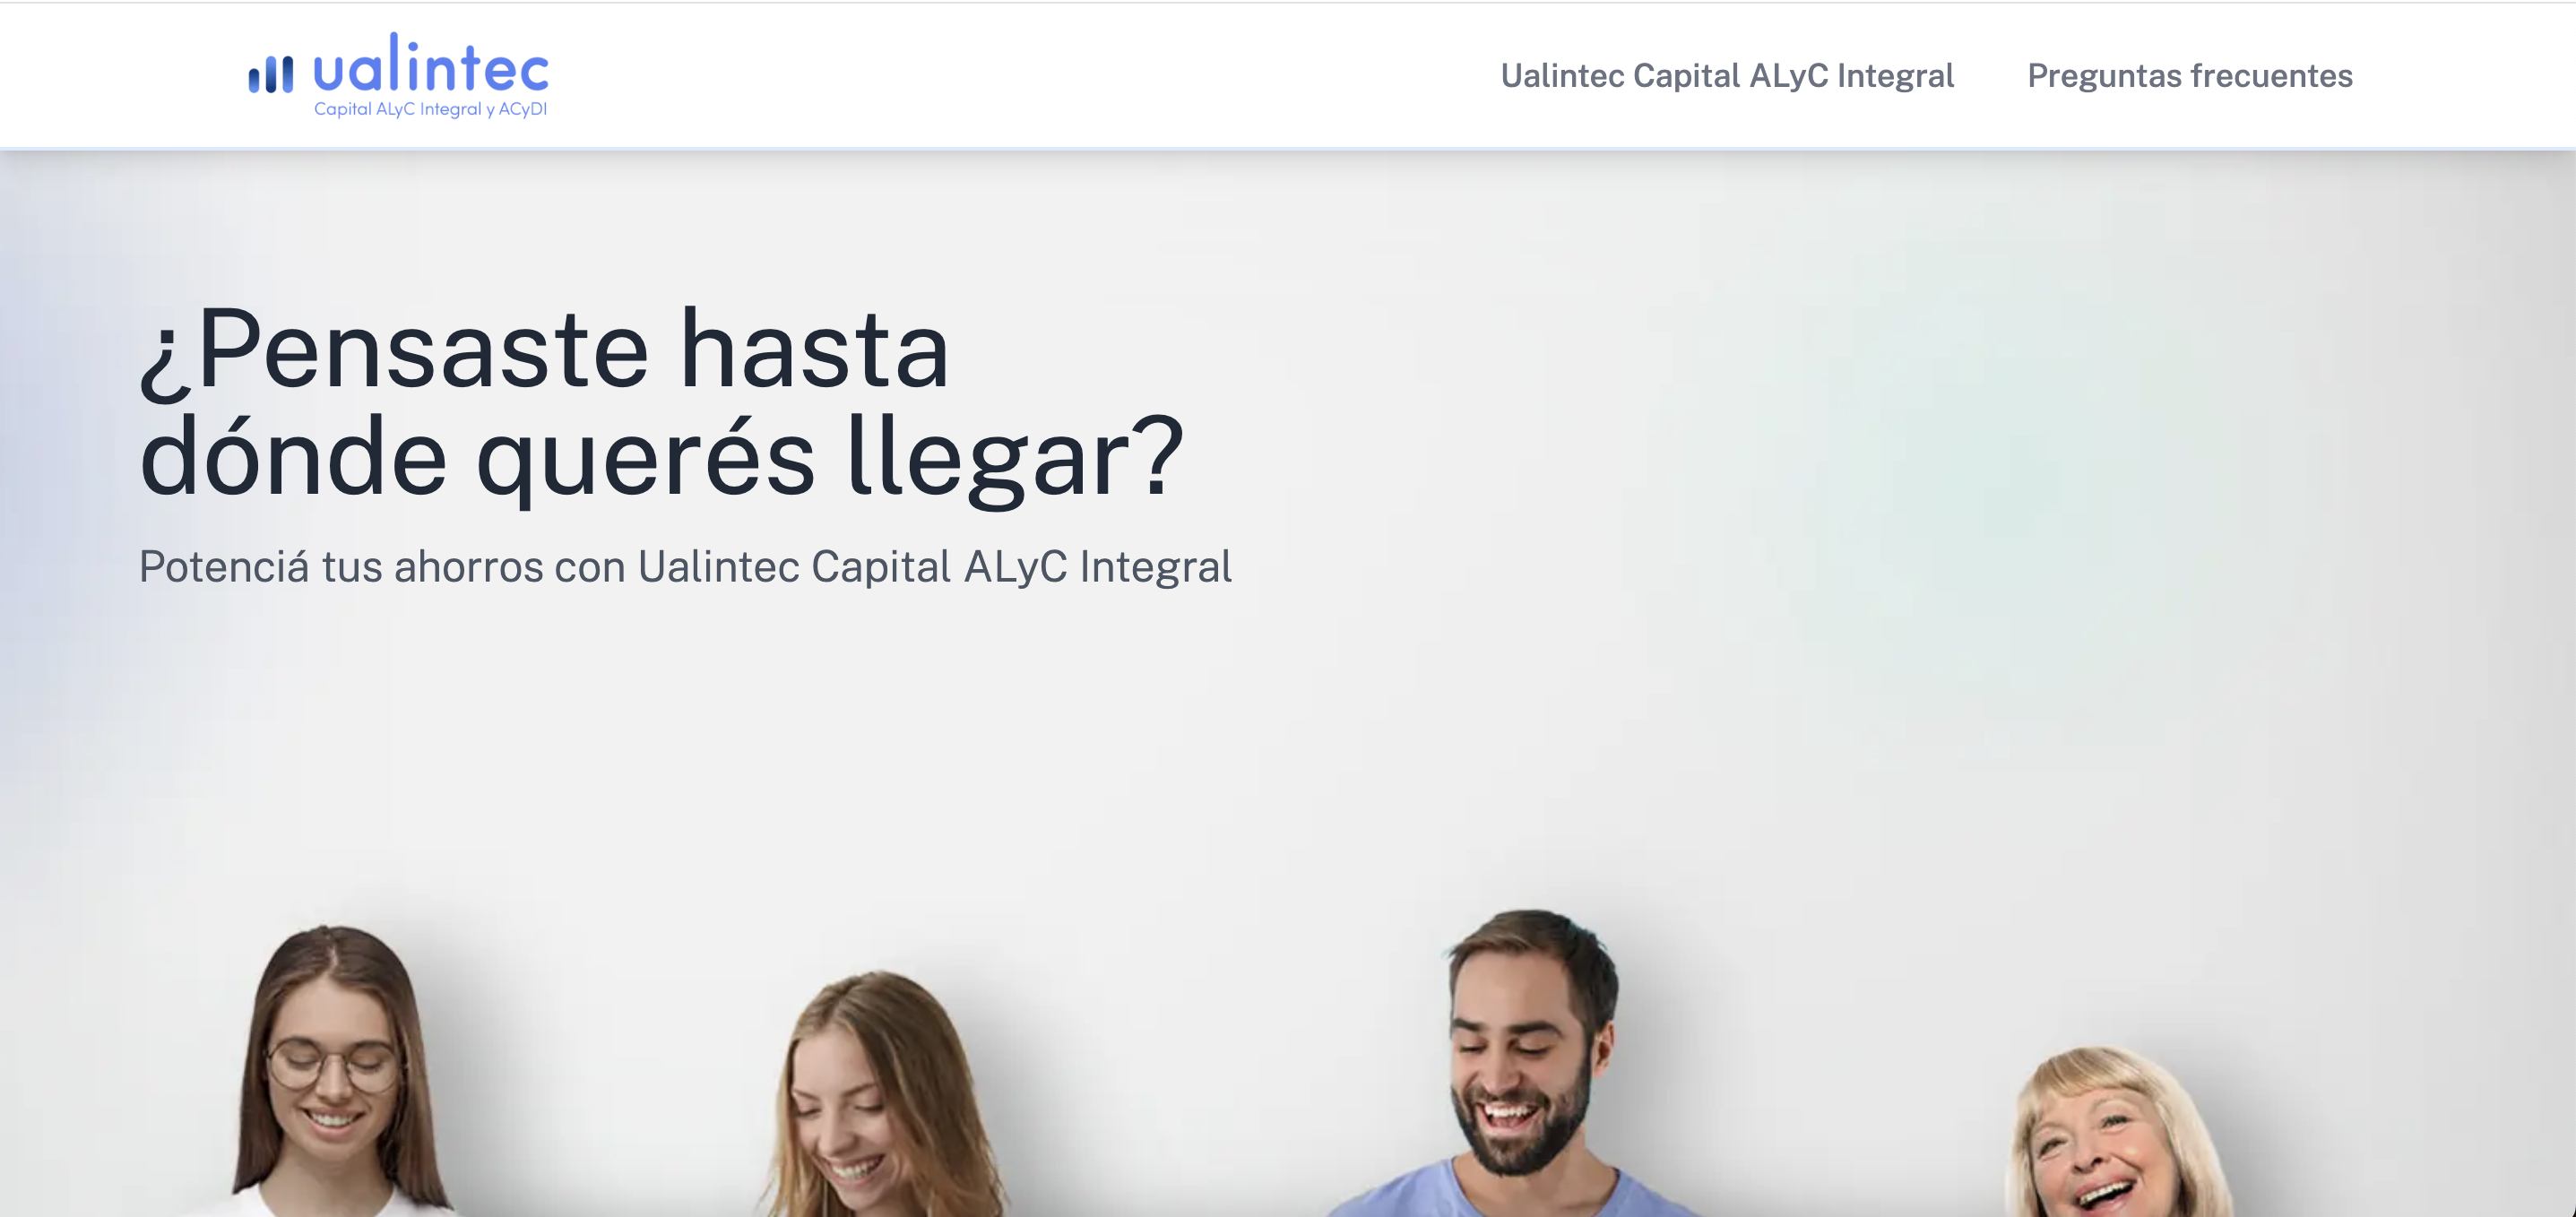 ualintec
Capital ALyC Integral y ACyDI
Ualintec Capital ALyC Integral
Preguntas frecuentes
¿Pensaste hasta
dónde querés llegar?
Potenciá tus ahorros con Ualintec Capital ALyC Integral